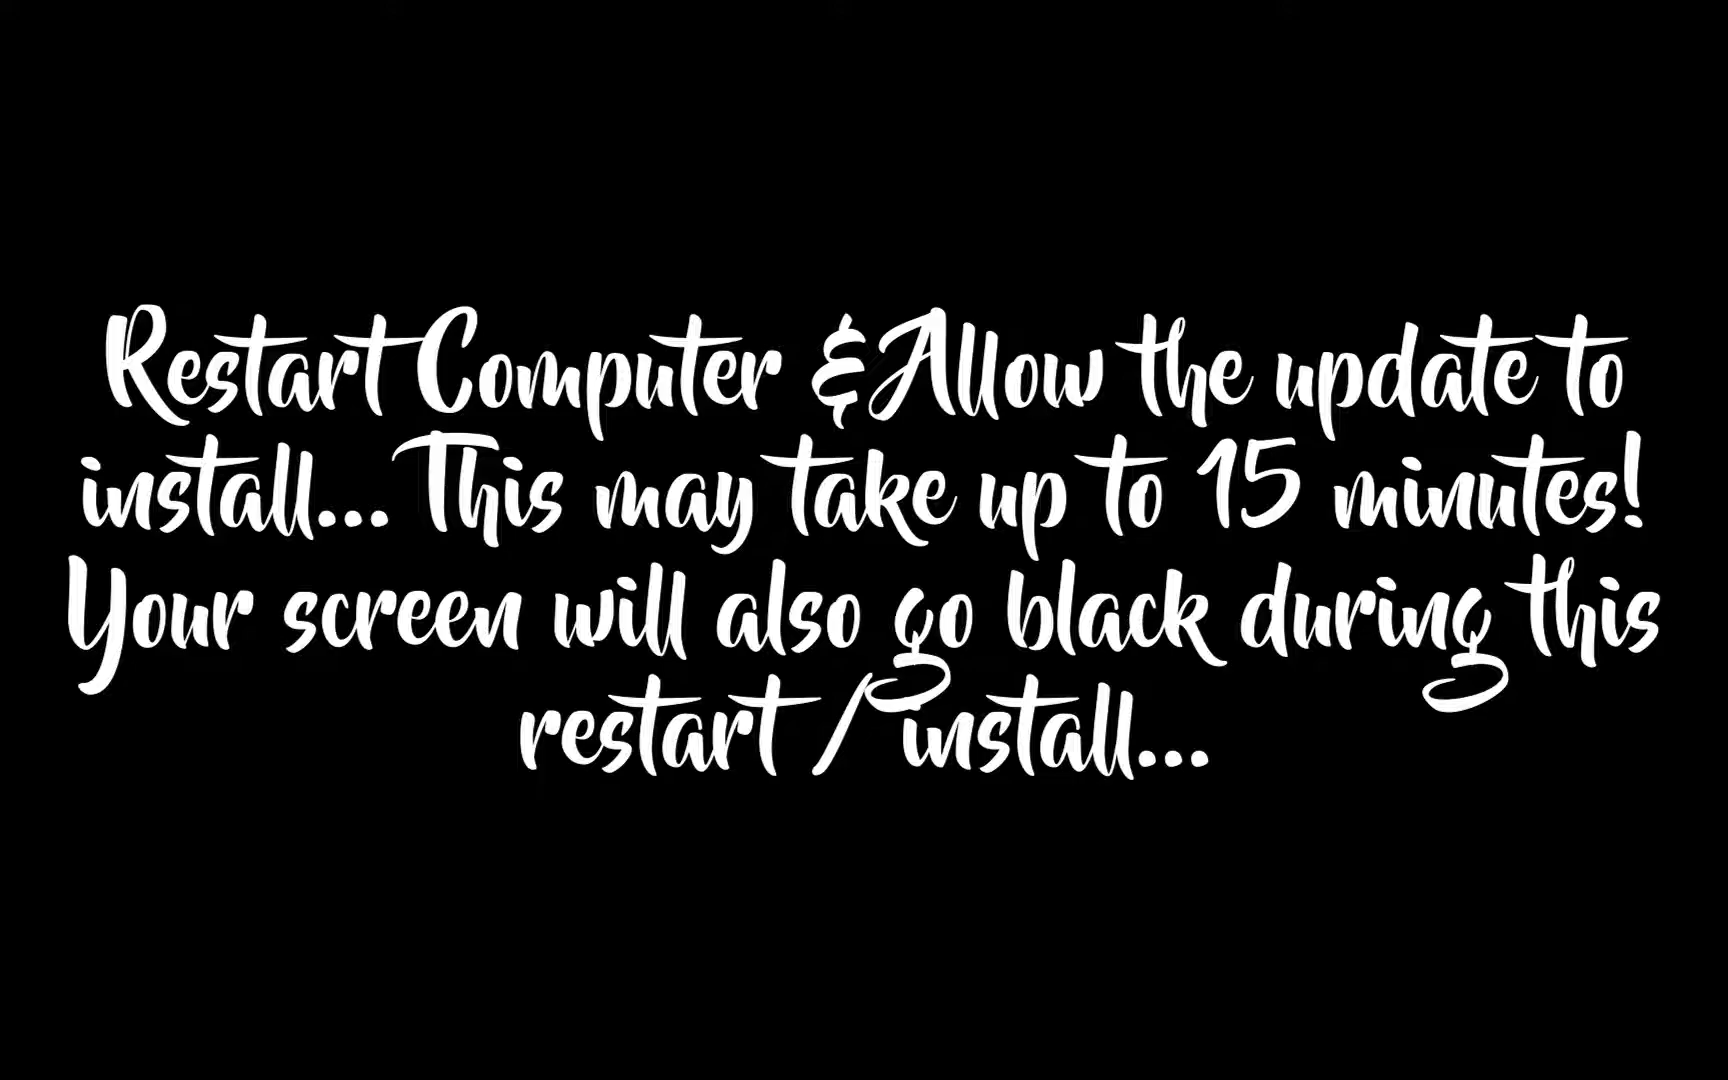 Restart Computer & Allow the update to
install... This may take up to 15 minutes!
Your screen will also go black during this
restart / install...